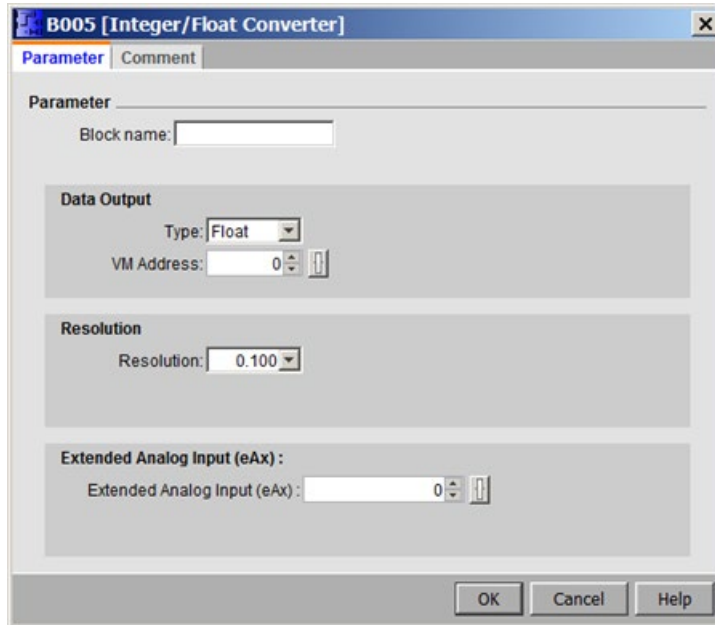 B005 [Integer/Float Converter]
Parameter Comment
Parameter
Block name:
Data Output
Type: Float
VM Address: 0
Resolution
Resolution: 0.100
Extended Analog Input (eAx) :
Extended Analog Input (eAx) : 0
OK Cancel Help